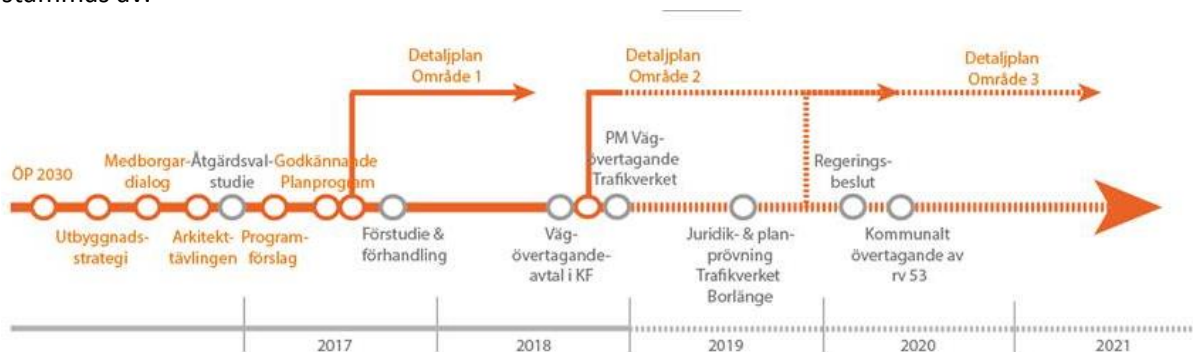 stämmas av.
Detaljplan
Område 1
Detaljplan
Område 2
Detaljplan
Område 3
ÖP 2030
Medborgar-
dialog
Åtgärdsval-
studie
Godkännande
Planprogram
PM Väg-
övertagande
Trafikverket
Regerings-
beslut
Utbyggnads-
strategi
Arkitekt-
tävlingen
Program-
förslag
Förstudie &
förhandling
Väg-
övertagande-
avtal i KF
Juridik- & plan-
prövning
Trafikverket
Borlänge
Kommunalt
övertagande av
rv 53
2017
2018
2019
2020
2021